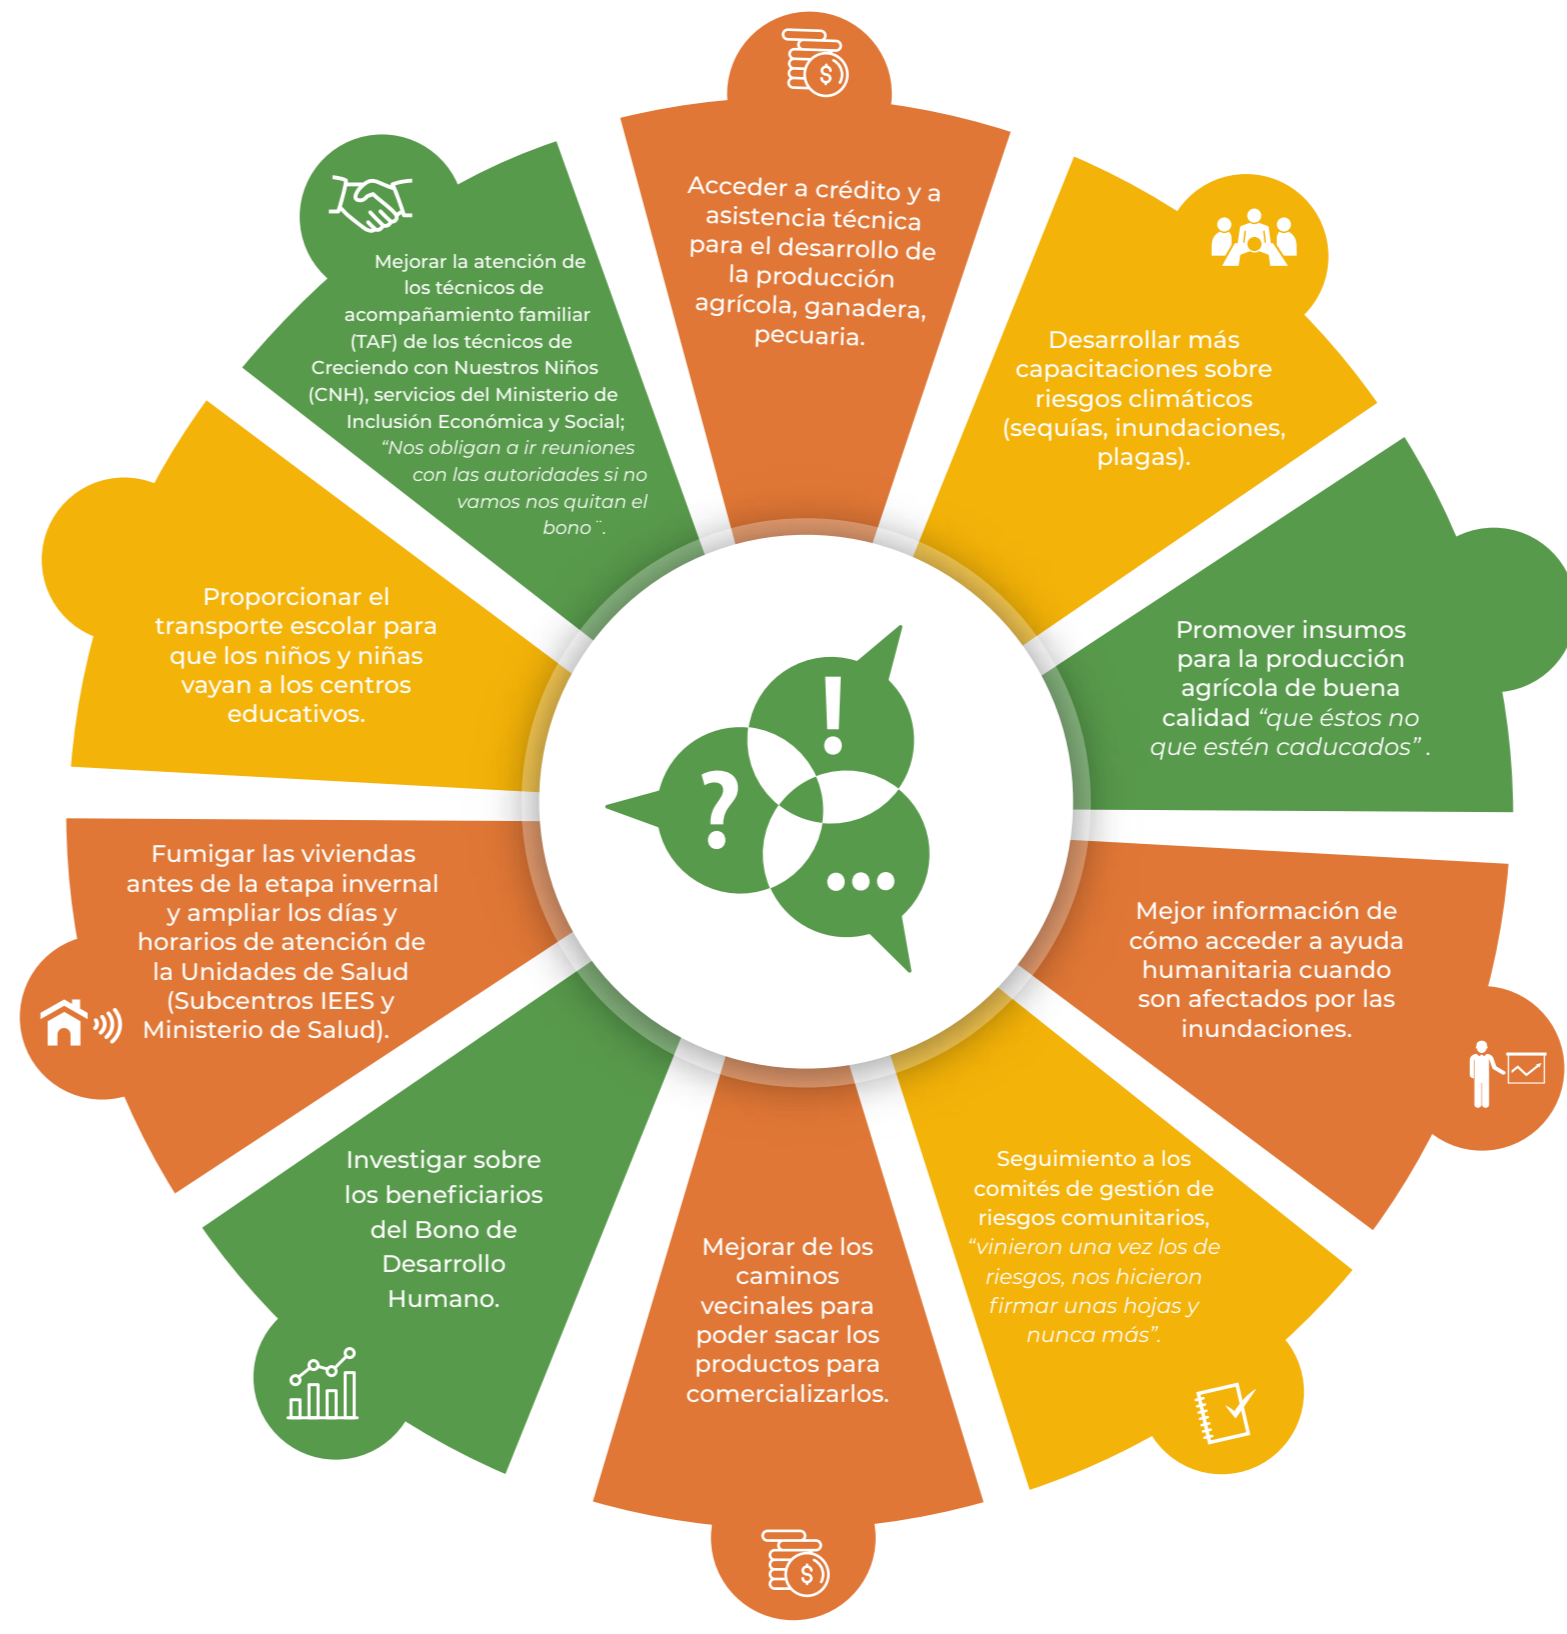 Acceder a crédito y a
asistencia técnica
para el desarrollo de
la producción
agrícola, ganadera,
pecuaria.
Desarrollar más
capacitaciones sobre
riesgos climáticos
(sequías, inundaciones,
plagas).
Promover insumos
para la producción
agrícola de buena
calidad “que éstos no
que estén caducados” .
Mejor información de
cómo acceder a ayuda
humanitaria cuando
son afectados por las
inundaciones.
Seguimiento a los
comités de gestión de
riesgos comunitarios,
“vinieron una vez los de
riesgos, nos hicieron
firmar unas hojas y
nunca más”.
Mejorar de los
caminos
vecinales para
poder sacar los
productos para
comercializarlos.
Investigar sobre
los beneficiarios
del Bono de
Desarrollo
Humano.
Fumigar las viviendas
antes de la etapa invernal
y ampliar los días y
horarios de atención de
la Unidades de Salud
(Subcentros IEES y
Ministerio de Salud).
Proporcionar el
transporte escolar para
que los niños y niñas
vayan a los centros
educativos.
Mejorar la atención de
los técnicos de
acompañamiento familiar
(TAF) de los técnicos de
Creciendo con Nuestros Niños
(CNH), servicios del Ministerio de
Inclusión Económica y Social;
“Nos obligan a ir reuniones
con las autoridades si no
vamos nos quitan el
bono¨.
!
?
...
$
$